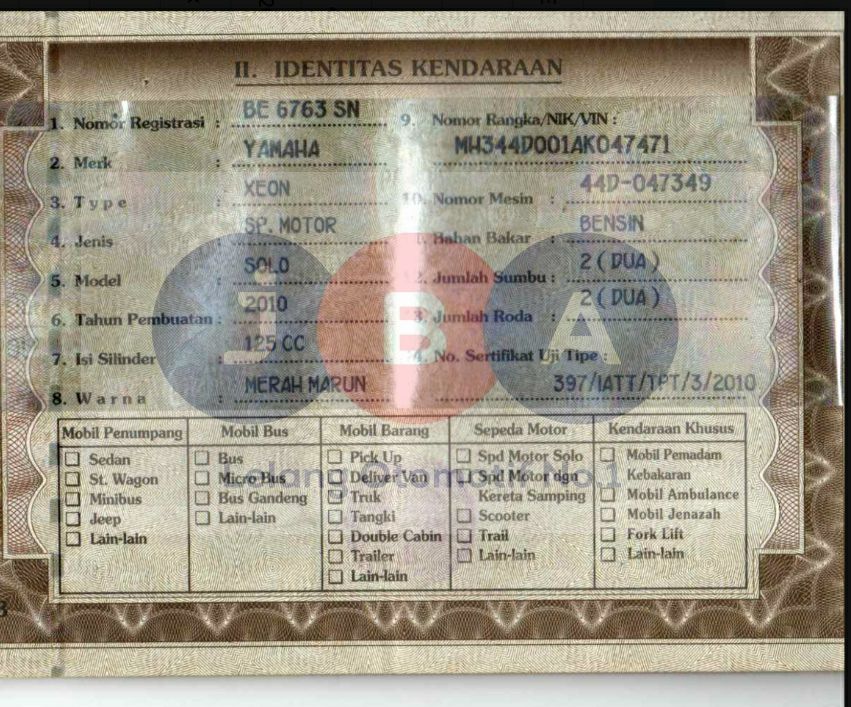 II. IDENTITAS KENDARAAN
1. Nomor Registrasi : BE 6763 SN
2. Merk : YAMAHA
3. Type : XEON
4. Jenis : SP. MOTOR
5. Model : SOLO
6. Tahun Pembuatan : 2010
7. Isi Silinder : 125 CC
8. Warna : MERAH MARUN
9. Nomor Rangka/NIK/VIN :
MH344D001AK047471
10. Nomor Mesin : 44D-047349
Bahan Bakar : BENSIN
Jumlah Sumbu : 2 ( DUA )
Jumlah Roda : 2 ( DUA )
No. Sertifikat Uji Tipe :
397/IATT/TPT/3/2010
1BA
Lelang Otomotif No.1
Mobil Penumpang
Sedan
St. Wagon
Minibus
Jeep
Lain-lain
Mobil Bus
Bus
Micro Bus
Bus Gandeng
Lain-lain
Mobil Barang
Pick Up
Deliver Van
Truk
Tangki
Double Cabin
Trailer
Lain-lain
Sepeda Motor
Spd Motor Solo
Spd Motor dgn
Kereta Samping
Scooter
Trail
Lain-lain
Kendaraan Khusus
Mobil Pemadam
Kebakaran
Mobil Ambulance
Mobil Jenazah
Fork Lift
Lain-lain